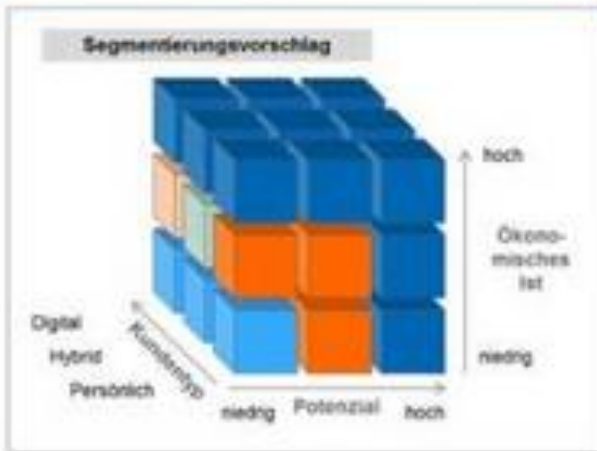 Segmentierungsvorschlag
hoch
Ökono-
misches
Ist
niedrig
Digital
Hybrid
Persönlich
Kundentyp
niedrig
Potenzial
hoch